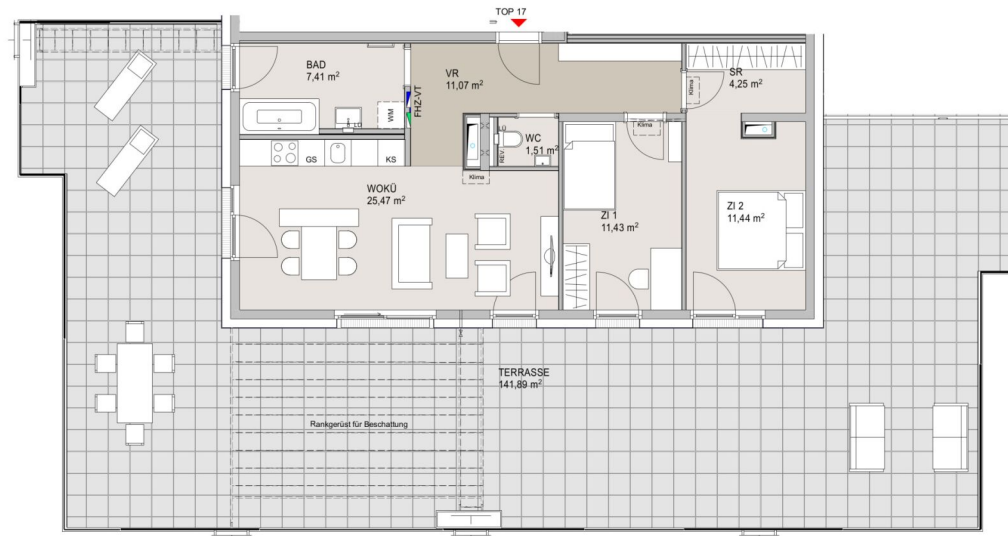 TOP 17
BAD
7,41 m²
VR
11,07 m²
SR
4,25 m²
Klima
FHZ-VT
WM
Klima
WC
1,51 m²
REV.
GS
KS
Klima
WOKÜ
25,47 m²
ZI 1
11,43 m²
ZI 2
11,44 m²
TERRASSE
141,89 m²
Rankgerüst für Beschattung